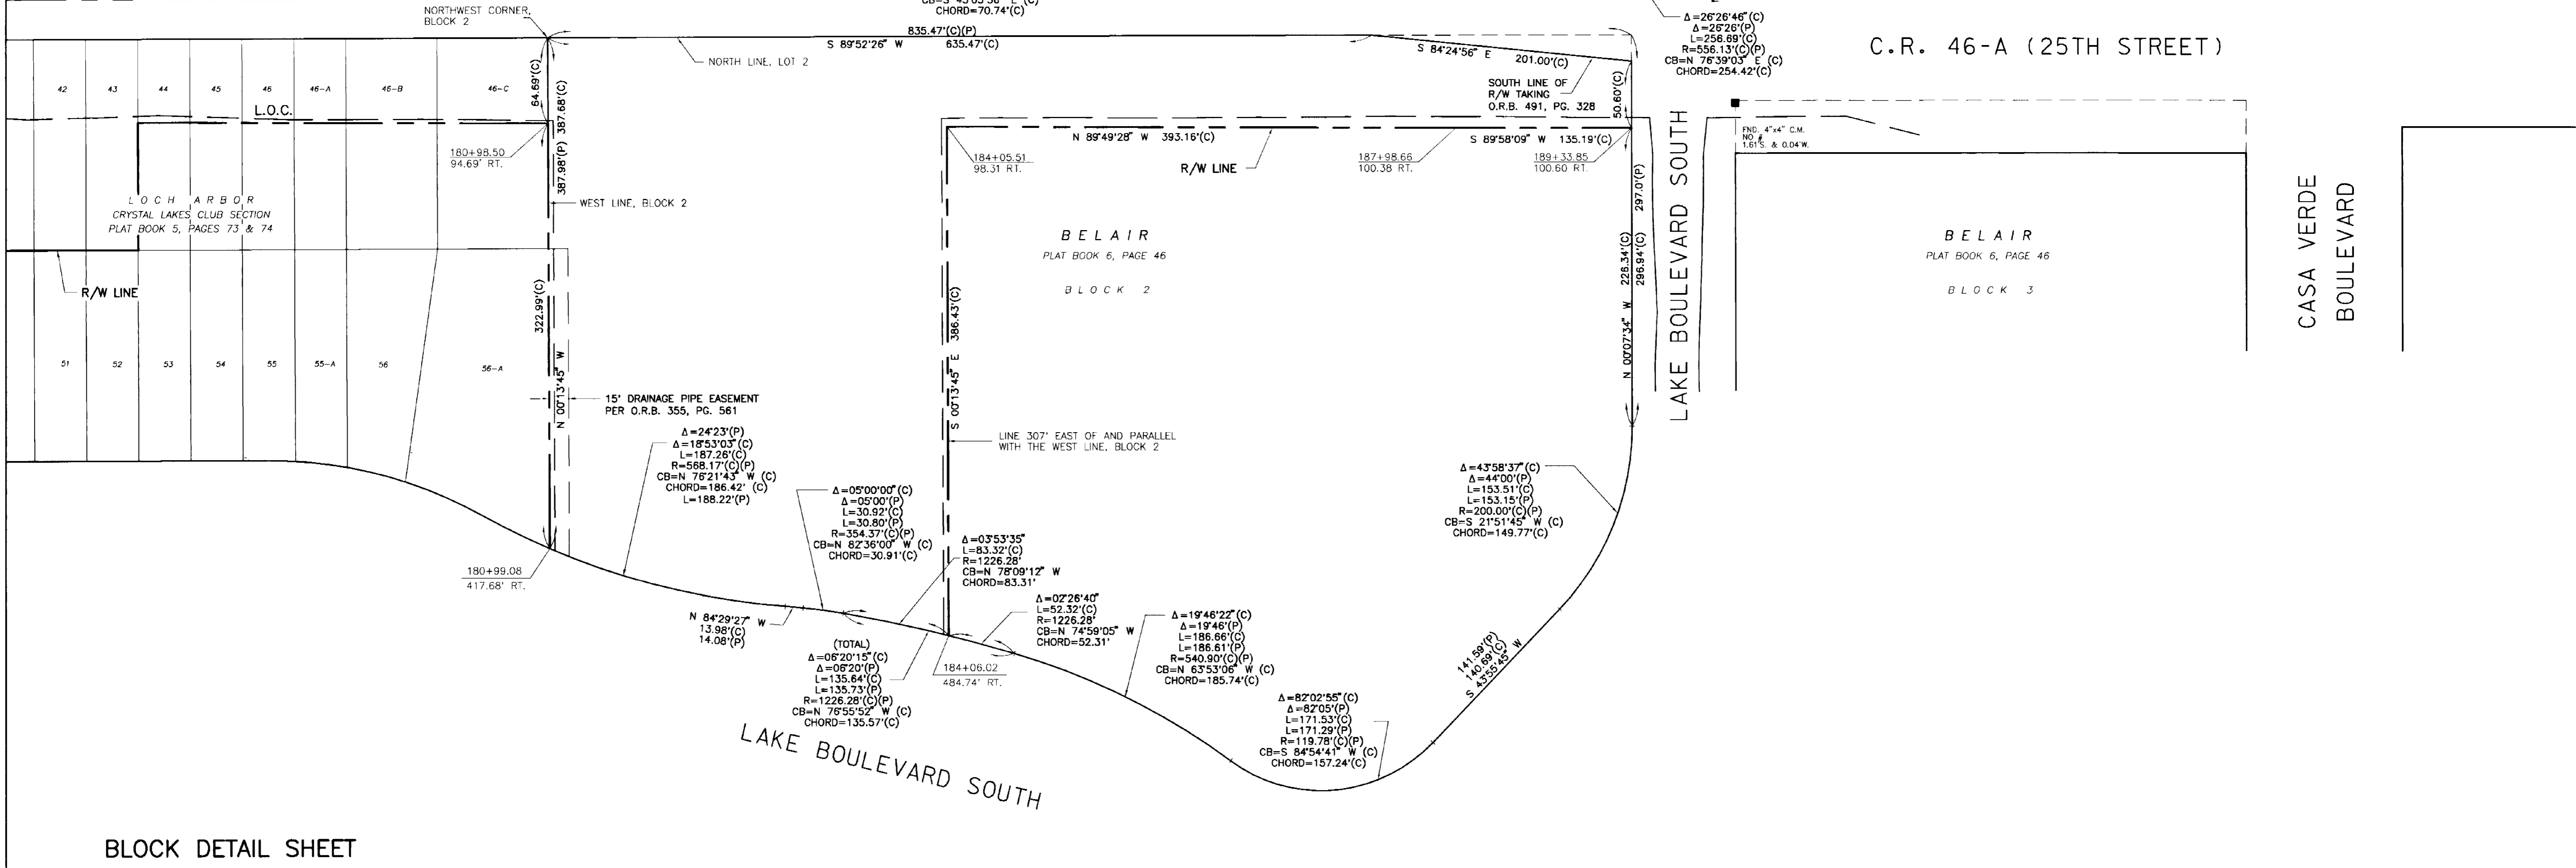 CB=S 45°05'36" E (C)
CHORD=70.74'(C)
NORTHWEST CORNER,
BLOCK 2
835.47'(C)(P)
S 89°52'26" W 635.47'(C)
NORTH LINE, LOT 2
S 84°24'56" E 201.00'(C)
SOUTH LINE OF
R/W TAKING
O.R.B. 491, PG. 328
50.60'(C)
Δ=26°26'46"(C)
Δ=26°26'(P)
L=256.69'(C)
R=556.13'(C)(P)
CB=N 76°39'03" E (C)
CHORD=254.42'(C)
C.R. 46-A (25TH STREET)
42
43
44
45
46
46-A
46-B
46-C
L.O.C.
64.69'(C)
387.98'(P) 387.68'(C)
180+98.50
94.69' RT.
184+05.51
98.31 RT.
N 89°49'28" W 393.16'(C)
R/W LINE
187+98.66
100.38 RT.
S 89°58'09" W 135.19'(C)
189+33.85
100.60 RT.
FND. 4"x4" C.M.
NO #
1.61'S. & 0.04'W.
LOCH ARBOR
CRYSTAL LAKES CLUB SECTION
PLAT BOOK 5, PAGES 73 & 74
WEST LINE, BLOCK 2
BELAIR
PLAT BOOK 6, PAGE 46
BLOCK 2
297.0'(P)
N 00°07'34" W 226.34'(C)
296.94'(C)
LAKE BOULEVARD SOUTH
BELAIR
PLAT BOOK 6, PAGE 46
BLOCK 3
CASA VERDE
BOULEVARD
R/W LINE
322.99'(C)
N 00°13'45" W
S 00°13'45" E 386.43'(C)
51
52
53
54
55
55-A
56
56-A
15' DRAINAGE PIPE EASEMENT
PER O.R.B. 355, PG. 561
Δ=24°23'(P)
Δ=18°53'03"(C)
L=187.26'(C)
R=568.17'(C)(P)
CB=N 76°21'43" W (C)
CHORD=186.42' (C)
L=188.22'(P)
LINE 307' EAST OF AND PARALLEL
WITH THE WEST LINE, BLOCK 2
Δ=05°00'00"(C)
Δ=05°00'(P)
L=30.92'(C)
L=30.80'(P)
R=354.37'(C)(P)
CB=N 82°36'00" W (C)
CHORD=30.91'(C)
Δ=43°58'37"(C)
Δ=44°00'(P)
L=153.51'(C)
L=153.15'(P)
R=200.00'(C)(P)
CB=S 21°51'45" W (C)
CHORD=149.77'(C)
Δ=03°53'35"
L=83.32'(C)
R=1226.28'
CB=N 78°09'12" W
CHORD=83.31'
180+99.08
417.68' RT.
N 84°29'27" W
13.98'(C)
14.08'(P)
Δ=02°26'40"
L=52.32'(C)
R=1226.28'
CB=N 74°59'05" W
CHORD=52.31'
Δ=19°46'22"(C)
Δ=19°46'(P)
L=186.66'(C)
L=186.61'(P)
R=540.90'(C)(P)
CB=N 63°53'06" W (C)
CHORD=185.74'(C)
141.59'(P)
140.69'(C)
S 43°55'45" W
(TOTAL)
Δ=06°20'15"(C)
Δ=06°20'(P)
L=135.64'(C)
L=135.73'(P)
R=1226.28'(C)(P)
CB=N 76°55'52" W (C)
CHORD=135.57'(C)
184+06.02
484.74' RT.
Δ=82°02'55"(C)
Δ=82°05'(P)
L=171.53'(C)
L=171.29'(P)
R=119.78'(C)(P)
CB=S 84°54'41" W (C)
CHORD=157.24'(C)
LAKE BOULEVARD SOUTH
BLOCK DETAIL SHEET